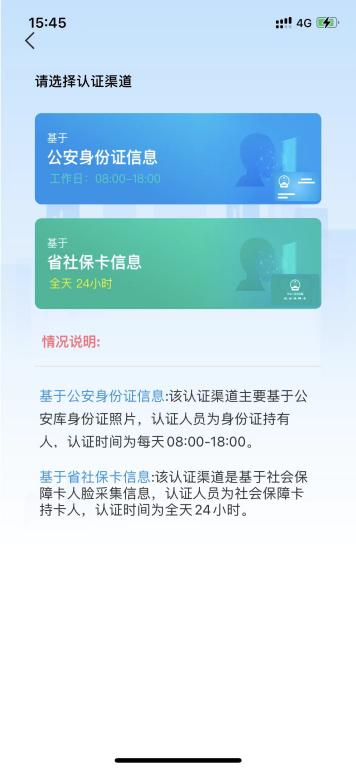 15:45
4G
请选择认证渠道
基于
公安身份证信息
工作日：08:00-18:00
基于
省社保卡信息
全天 24小时
情况说明:
基于公安身份证信息:该认证渠道主要基于公
安库身份证照片，认证人员为身份证持有
人，认证时间为每天08:00-18:00。
基于省社保卡信息:该认证渠道是基于社会保
障卡人脸采集信息，认证人员为社会保障卡
持卡人，认证时间为全天24小时。